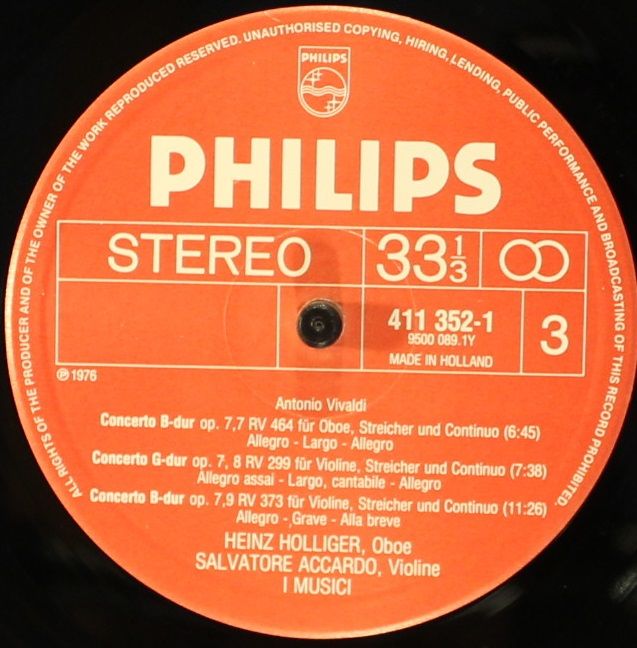 ALL RIGHTS OF THE PRODUCER AND OF THE OWNER OF THE WORK REPRODUCED RESERVED. UNAUTHORISED COPYING, HIRING, LENDING, PUBLIC PERFORMANCE AND BROADCASTING OF THIS RECORD PROHIBITED.
PHILIPS
PHILIPS
STEREO
33 1/3
411 352-1
9500 089.1Y
MADE IN HOLLAND
3
℗ 1976
Antonio Vivaldi
Concerto B-dur op. 7,7 RV 464 für Oboe, Streicher und Continuo (6:45)
Allegro - Largo - Allegro
Concerto G-dur op. 7, 8 RV 299 für Violine, Streicher und Continuo (7:38)
Allegro assai - Largo, cantabile - Allegro
Concerto B-dur op. 7,9 RV 373 für Violine, Streicher und Continuo (11:26)
Allegro - Grave - Alla breve
HEINZ HOLLIGER, Oboe
SALVATORE ACCARDO, Violine
I MUSICI